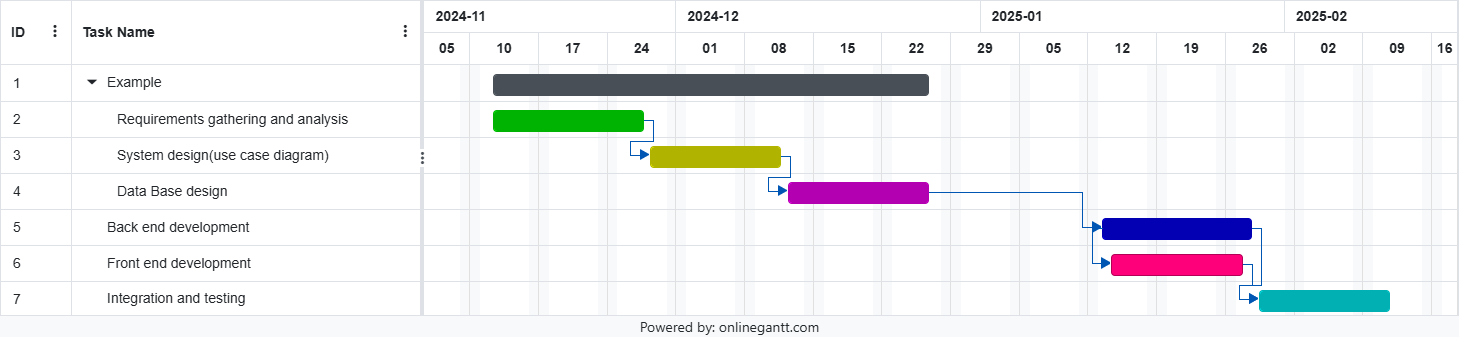 ID Task Name 2024-11 2024-12 2025-01 2025-02
05 10 17 24 01 08 15 22 29 05 12 19 26 02 09 16
1 Example
2 Requirements gathering and analysis
3 System design(use case diagram)
4 Data Base design
5 Back end development
6 Front end development
7 Integration and testing
Powered by: onlinegantt.com